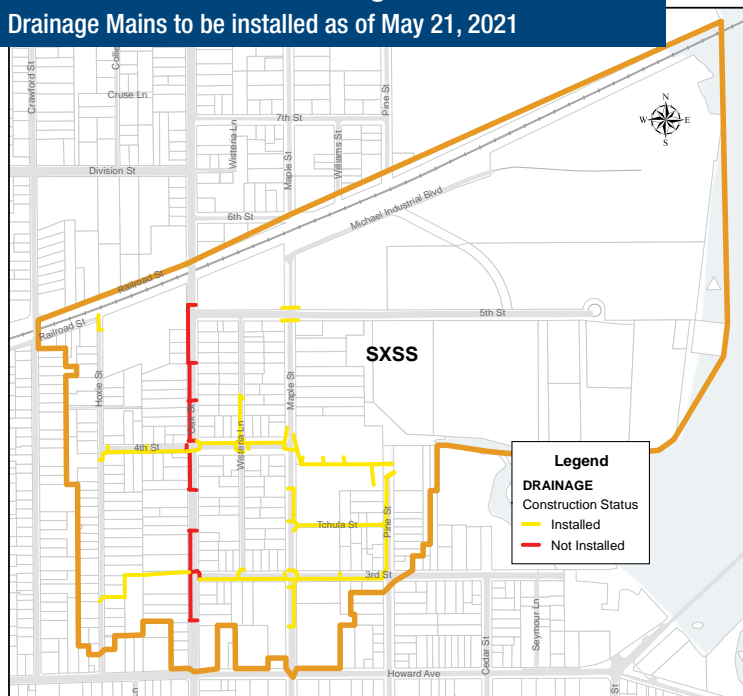 Drainage Mains to be installed as of May 21, 2021
Crawford St
Cruse Ln
7th St
Pine St
N
W
E
S
Division St
Wisteria Ln
Maple St
Williams St
6th St
Michael Industrial Blvd
Railroad St
Railroad St
5th St
SXSS
Hoxie St
Maple St
Oak St
4th St
Wisteria Ln
Legend
DRAINAGE
Construction Status
Installed
Not Installed
Tchula St
Pine St
3rd St
Cedar St
Seymour Ln
Howard Ave
St